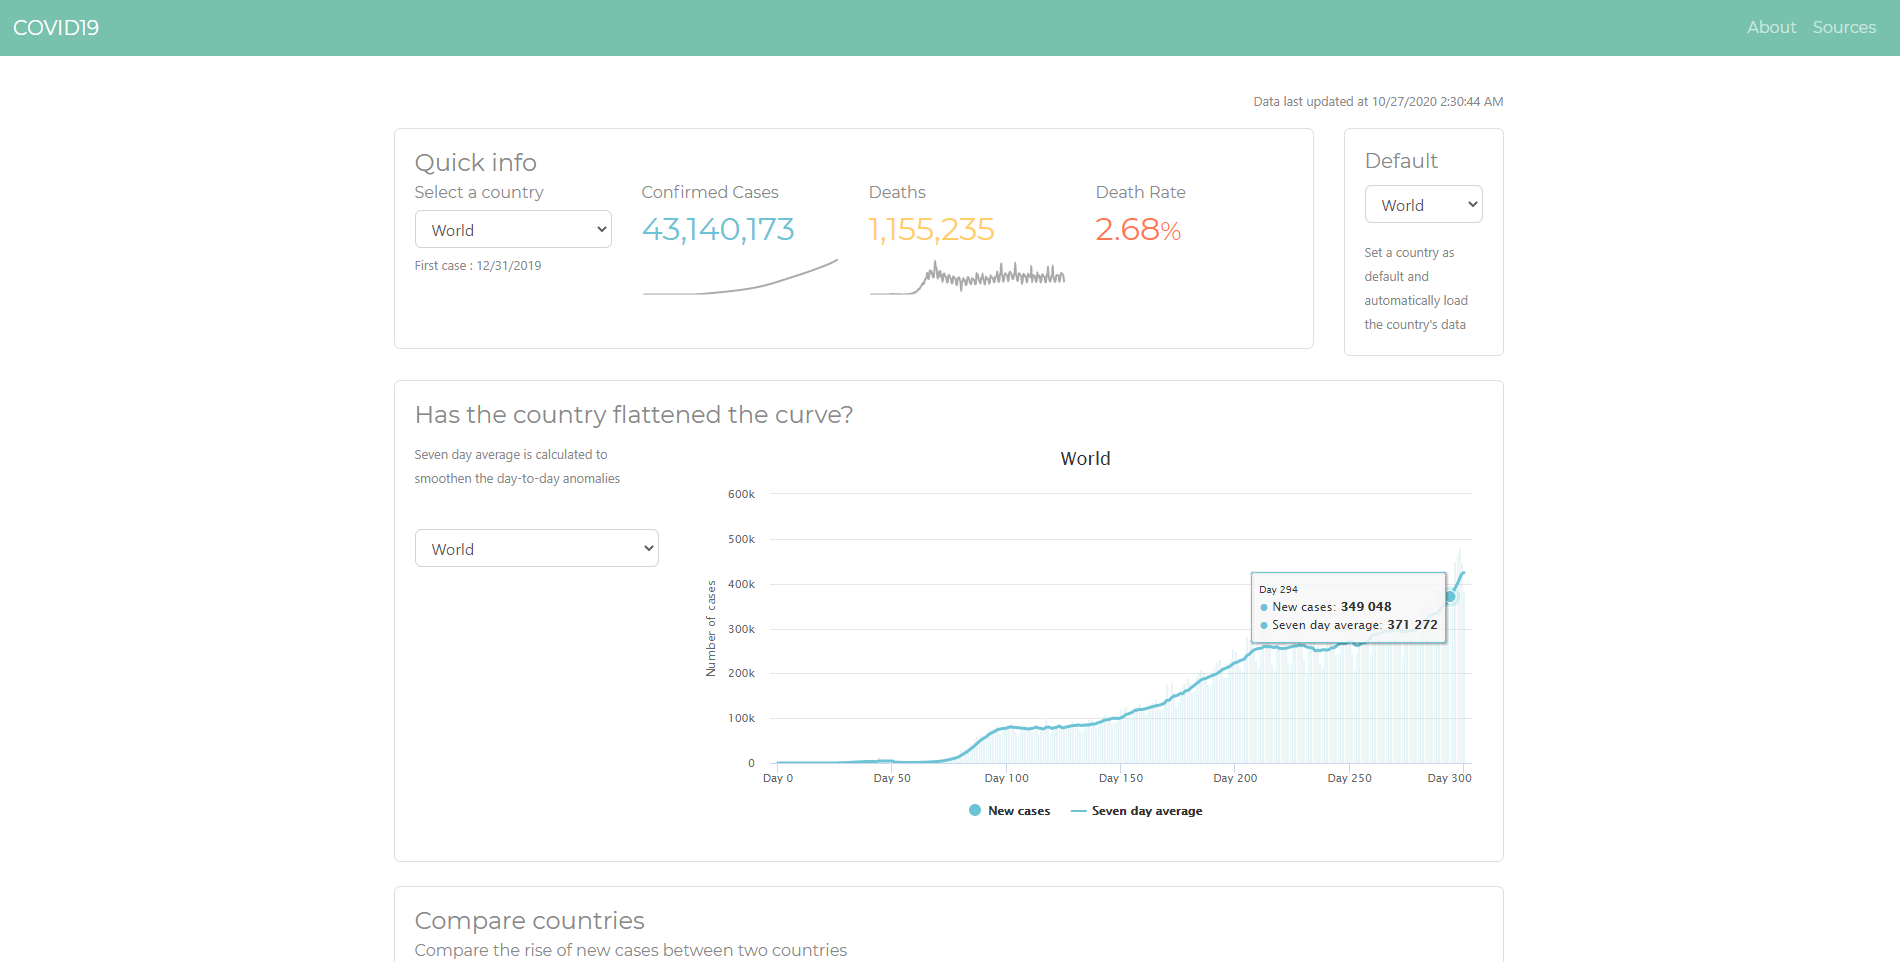 COVID19
About Sources
Data last updated at 10/27/2020 2:30:44 AM
Quick info
Select a country
World
First case : 12/31/2019
Confirmed Cases
43,140,173
Deaths
1,155,235
Death Rate
2.68%
Default
World
Set a country as
default and
automatically load
the country's data
Has the country flattened the curve?
Seven day average is calculated to
smoothen the day-to-day anomalies
World
World
Number of cases
600k
500k
400k
300k
200k
100k
0
Day 294
New cases: 349 048
Seven day average: 371 272
Day 0 Day 50 Day 100 Day 150 Day 200 Day 250 Day 300
New cases Seven day average
Compare countries
Compare the rise of new cases between two countries